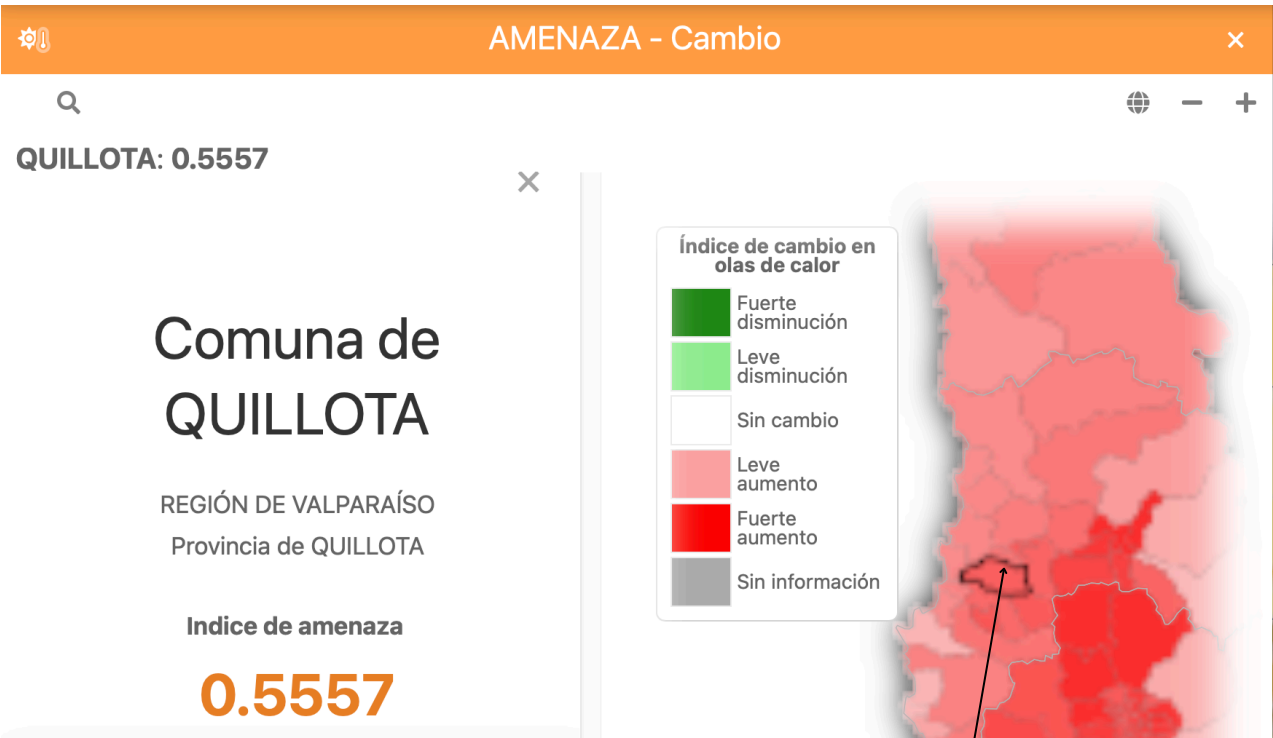 AMENAZA - Cambio
QUILLOTA: 0.5557
Comuna de
QUILLOTA
REGIÓN DE VALPARAÍSO
Provincia de QUILLOTA
Indice de amenaza
0.5557
Índice de cambio en
olas de calor
Fuerte
disminución
Leve
disminución
Sin cambio
Leve
aumento
Fuerte
aumento
Sin información